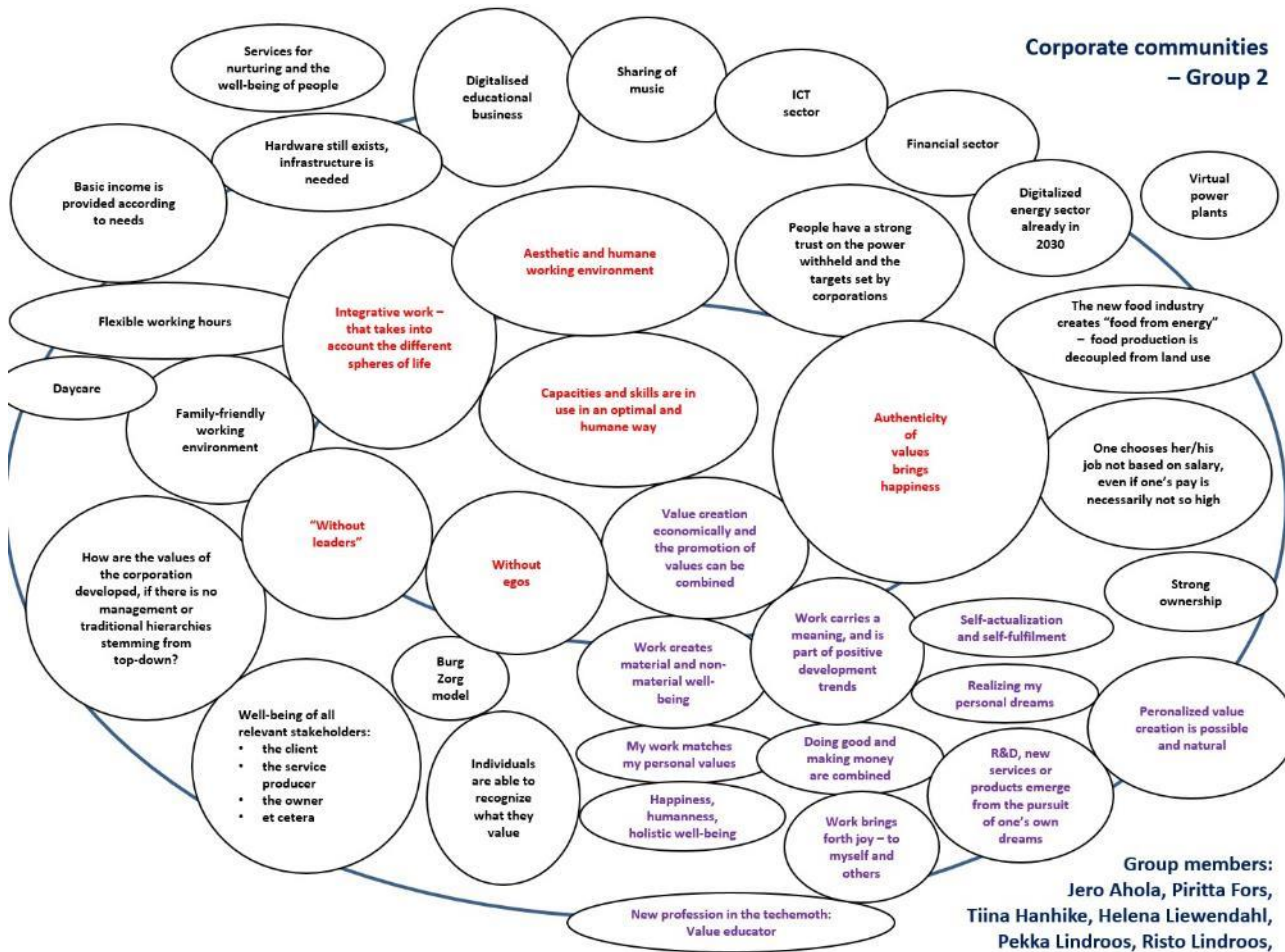 Corporate communities
– Group 2
Services for
nurturing and the
well-being of people
Digitalised
educational
business
Sharing of
music
ICT
sector
Financial sector
Hardware still exists,
infrastructure is
needed
Basic income is
provided according
to needs
Virtual
power
plants
Digitalized
energy sector
already in
2030
People have a strong
trust on the power
withheld and the
targets set by
corporations
Aesthetic and humane
working environment
Integrative work –
that takes into
account the different
spheres of life
Flexible working hours
The new food industry
creates “food from energy”
– food production is
decoupled from land use
Daycare
Family-friendly
working
environment
Capacities and skills are in
use in an optimal and
humane way
Authenticity
of
values
brings
happiness
One chooses her/his
job not based on salary,
even if one’s pay is
necessarily not so high
"Without
leaders”
Without
egos
Value creation
economically and
the promotion of
values can be
combined
How are the values of
the corporation
developed, if there is no
management or
traditional hierarchies
stemming from
top-down?
Strong
ownership
Self-actualization
and self-fulfilment
Work carries a
meaning, and is
part of positive
development
trends
Work creates
material and non-
material well-
being
Burg
Zorg
model
Realizing my
personal dreams
Peronalized value
creation is possible
and natural
Well-being of all
relevant stakeholders:
• the client
• the service
producer
• the owner
• et cetera
Individuals
are able to
recognize
what they
value
My work matches
my personal values
Doing good and
making money
are combined
R&D, new
services or
products emerge
from the pursuit
of one’s own
dreams
Happiness,
humanness,
holistic well-being
Work brings
forth joy – to
myself and
others
New profession in the techemoth:
Value educator
Group members:
Jero Ahola, Piritta Fors,
Tiina Hanhike, Helena Liewendahl,
Pekka Lindroos, Risto Lindroos,